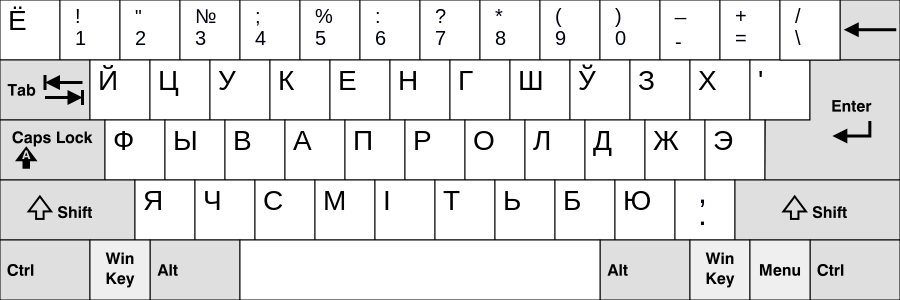 Ё ! " № ; % : ? * ( ) – + /
1 2 3 4 5 6 7 8 9 0 - = \
Tab Й Ц У К Е Н Г Ш Ў З Х '
Enter
Caps Lock Ф Ы В А П Р О Л Д Ж Э
A
Shift Я Ч С М І Т Ь Б Ю , Shift
.
Ctrl Win Key Alt Alt Win Key Menu Ctrl